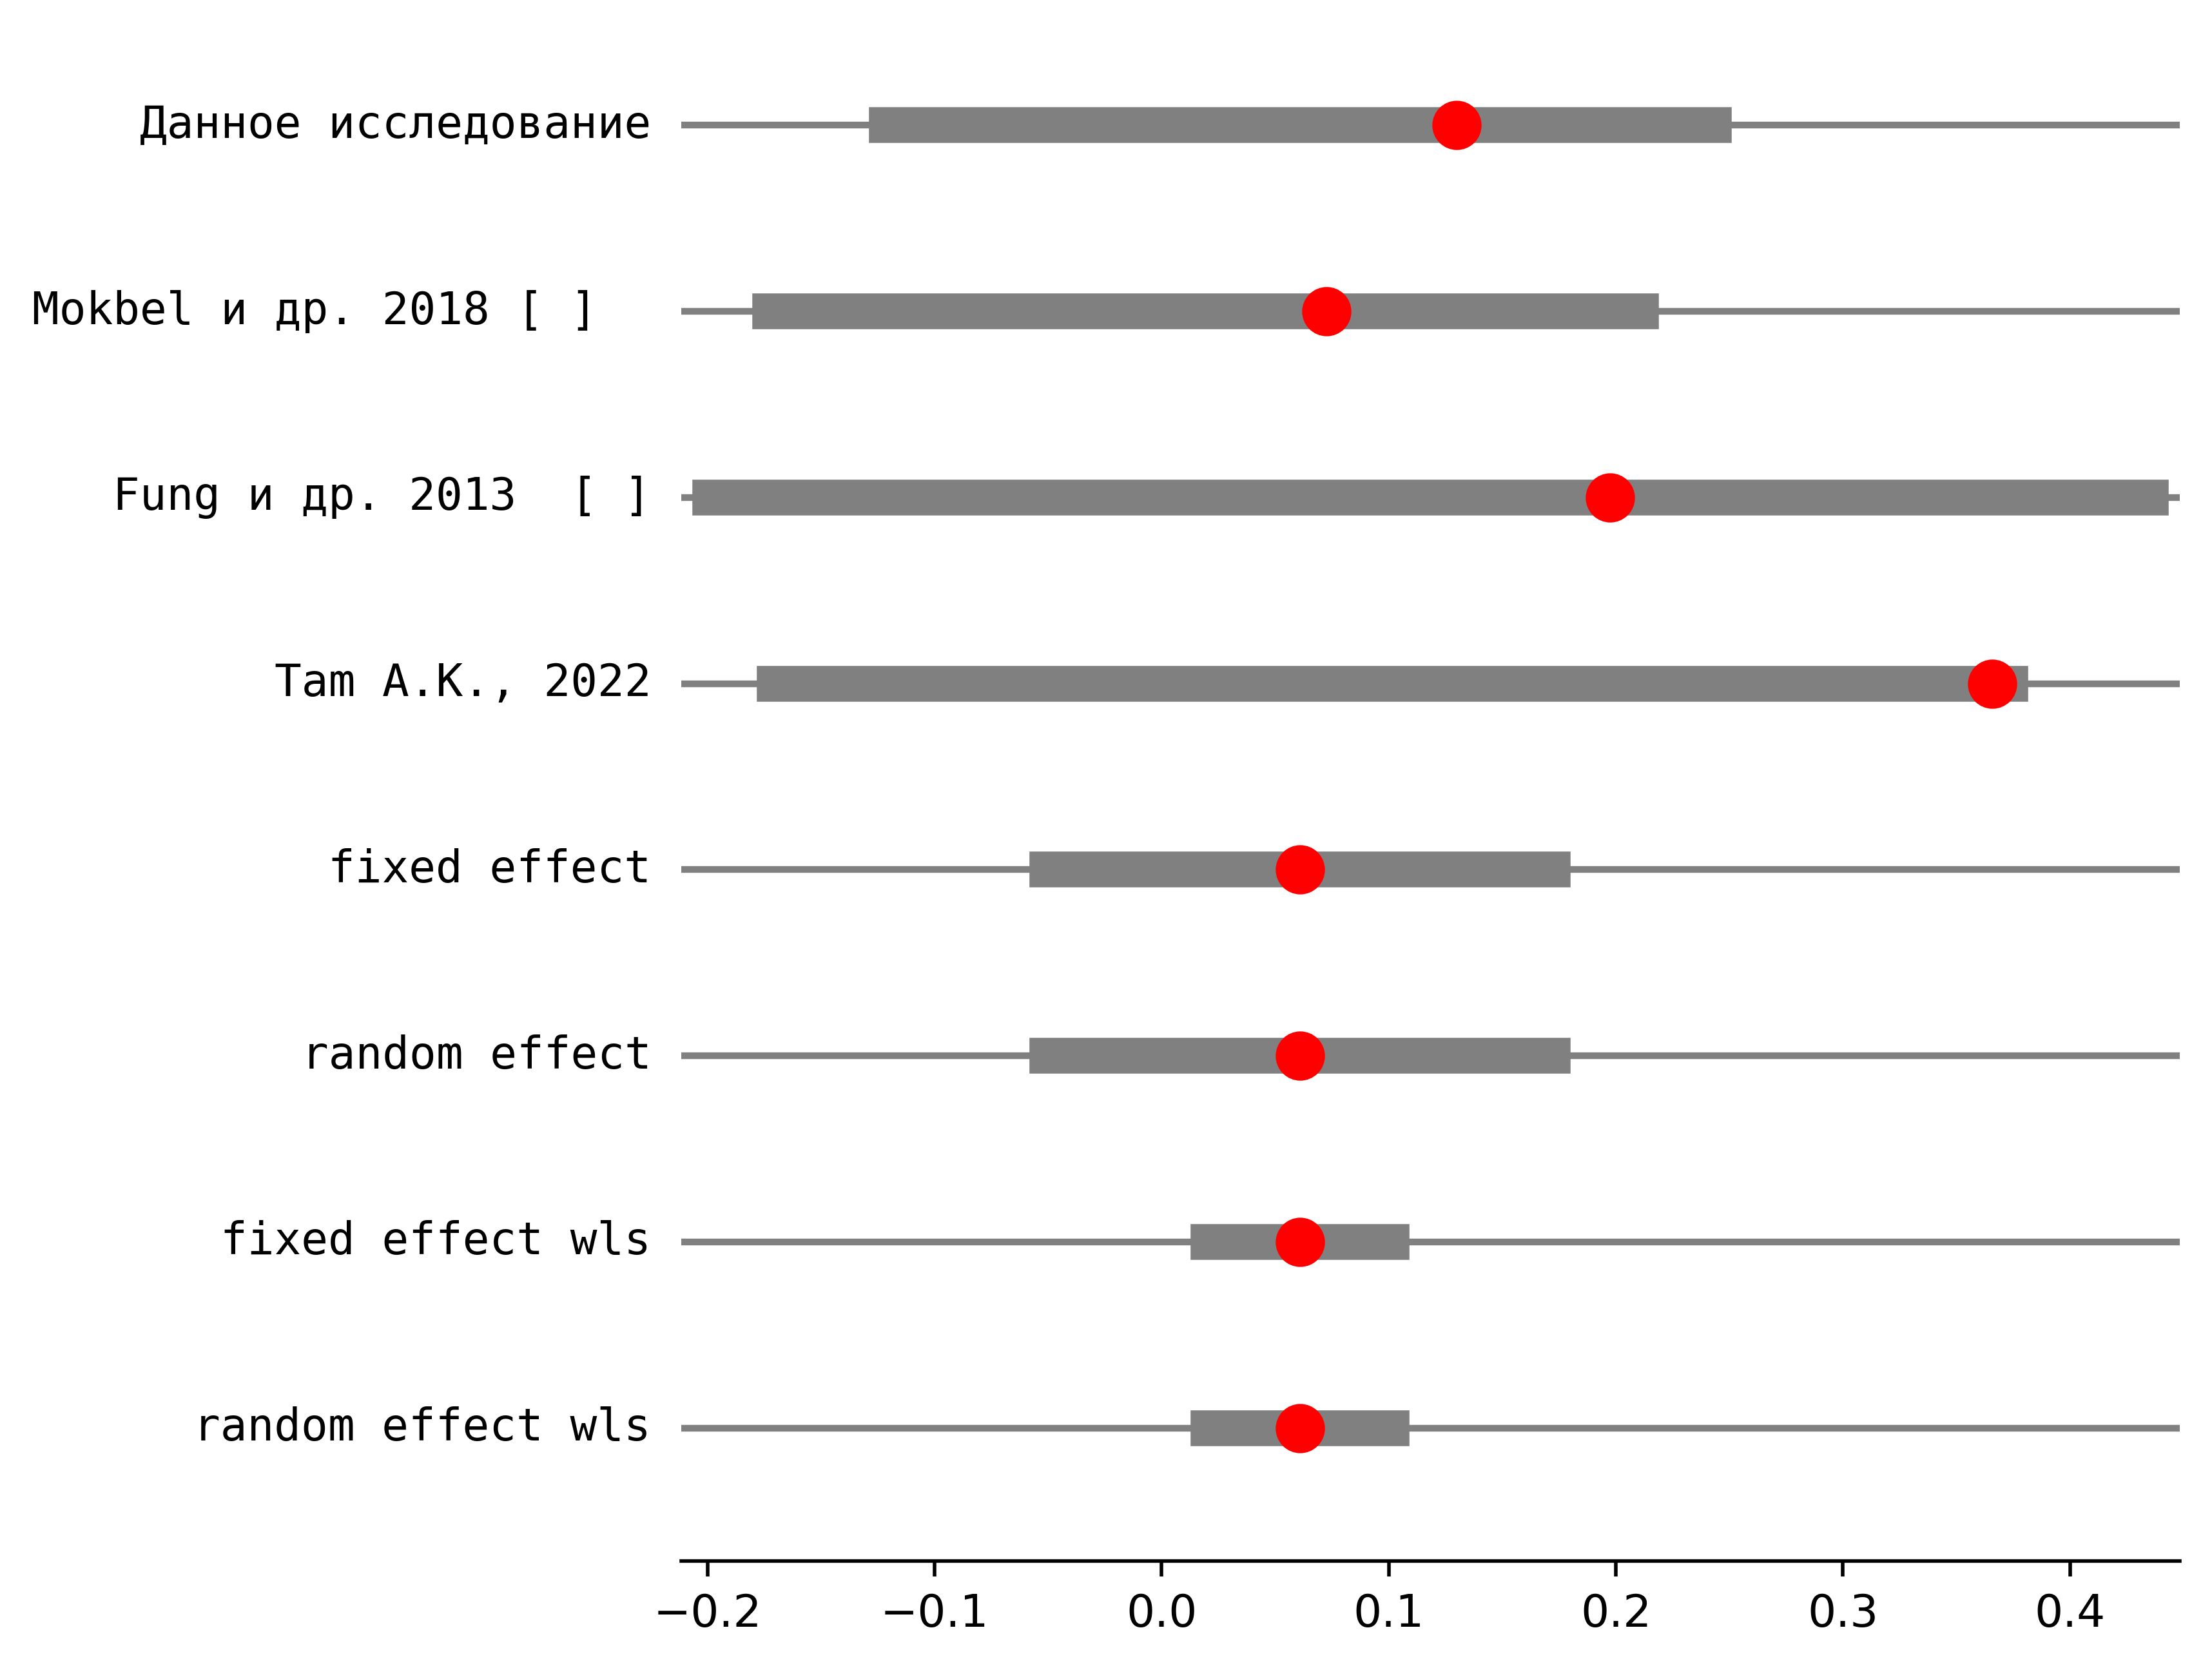 Данное исследование
Mokbel и др. 2018 [ ]
Fung и др. 2013 [ ]
Tam A.K., 2022
fixed effect
random effect
fixed effect wls
random effect wls
−0.2 −0.1 0.0 0.1 0.2 0.3 0.4